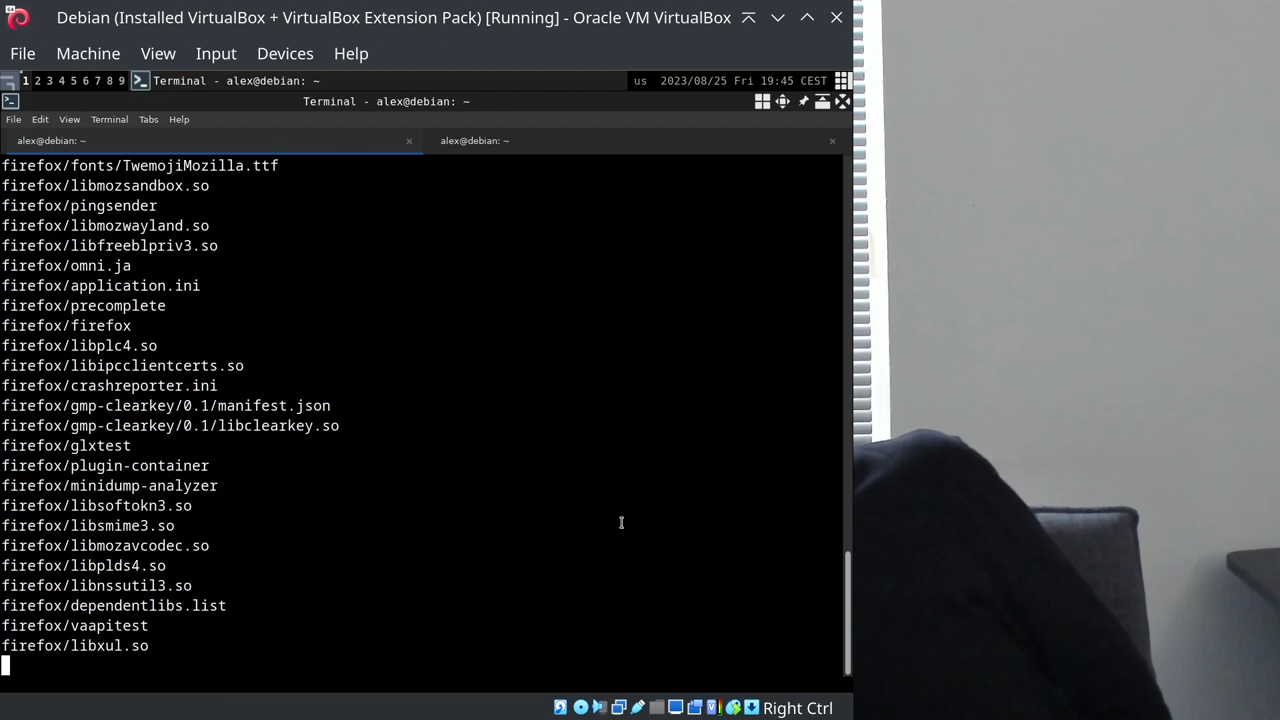 Debian (Installed VirtualBox + VirtualBox Extension Pack) [Running] - Oracle VM VirtualBox
File Machine View Input Devices Help
1 2 3 4 5 6 7 8 9 Terminal - alex@debian: ~ us 2023/08/25 Fri 19:45 CEST
Terminal - alex@debian: ~
File Edit View Terminal Tabs Help
alex@debian: ~ alex@debian: ~
firefox/fonts/TwemojiMozilla.ttf
firefox/libmozsandbox.so
firefox/pingsender
firefox/libmozwayland.so
firefox/libfreeblpriv3.so
firefox/omni.ja
firefox/application.ini
firefox/precomplete
firefox/firefox
firefox/libplc4.so
firefox/libipcclientcerts.so
firefox/crashreporter.ini
firefox/gmp-clearkey/0.1/manifest.json
firefox/gmp-clearkey/0.1/libclearkey.so
firefox/glxtest
firefox/plugin-container
firefox/minidump-analyzer
firefox/libsoftokn3.so
firefox/libsmime3.so
firefox/libmozavcodec.so
firefox/libplds4.so
firefox/libnssutil3.so
firefox/dependentlibs.list
firefox/vaapitest
firefox/libxul.so
Right Ctrl